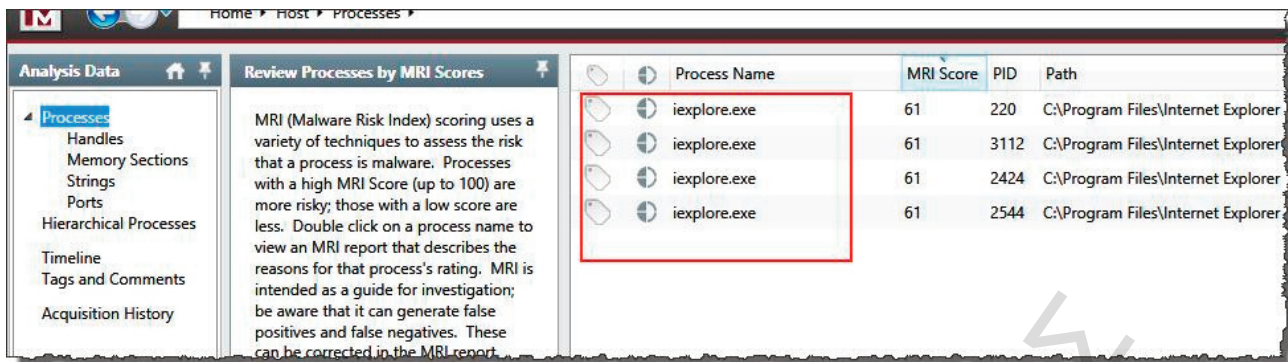 Home ▸ Host ▸ Processes ▸
Analysis Data
Processes
Handles
Memory Sections
Strings
Ports
Hierarchical Processes
Timeline
Tags and Comments
Acquisition History
Review Processes by MRI Scores
MRI (Malware Risk Index) scoring uses a
variety of techniques to assess the risk
that a process is malware. Processes
with a high MRI Score (up to 100) are
more risky; those with a low score are
less. Double click on a process name to
view an MRI report that describes the
reasons for that process's rating. MRI is
intended as a guide for investigation;
be aware that it can generate false
positives and false negatives. These
can be corrected in the MRI report
Process Name MRI Score PID Path
iexplore.exe 61 220 C:\Program Files\Internet Explorer
iexplore.exe 61 3112 C:\Program Files\Internet Explorer
iexplore.exe 61 2424 C:\Program Files\Internet Explorer
iexplore.exe 61 2544 C:\Program Files\Internet Explorer